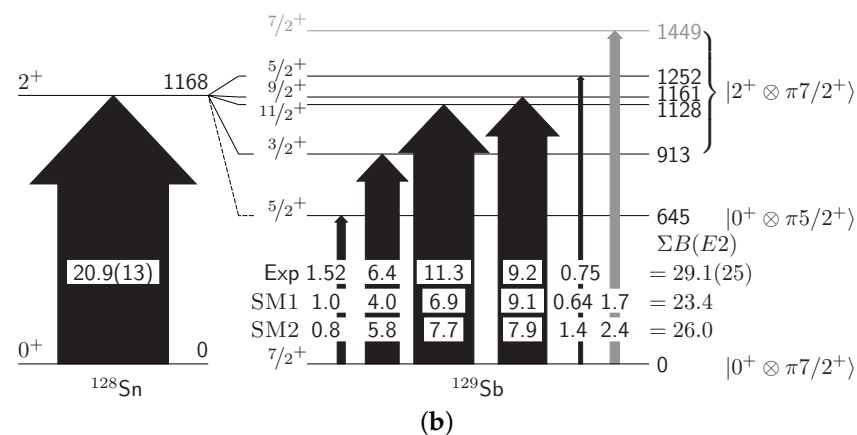 7/2⁺ 1449
2⁺ 1168 5/2⁺ 1252
9/2⁺ 1161 |2⁺ ⊗ π7/2⁺⟩
11/2⁺ 1128
3/2⁺ 913
5/2⁺ 645 |0⁺ ⊗ π5/2⁺⟩
ΣB(E2)
20.9(13) Exp 1.52 6.4 11.3 9.2 0.75 = 29.1(25)
SM1 1.0 4.0 6.9 9.1 0.64 1.7 = 23.4
SM2 0.8 5.8 7.7 7.9 1.4 2.4 = 26.0
0⁺ 0 7/2⁺ 0 |0⁺ ⊗ π7/2⁺⟩
¹²⁸Sn ¹²⁹Sb
(b)